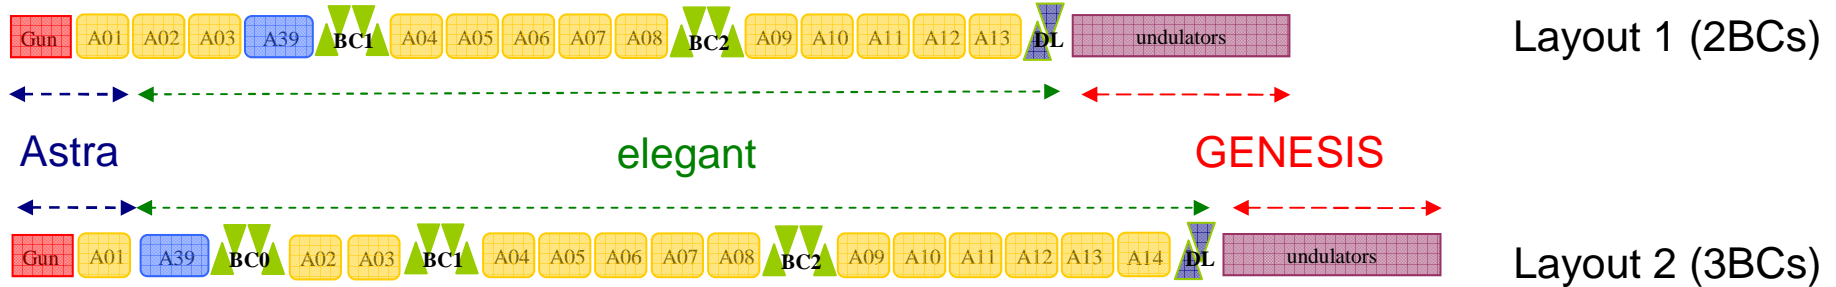 Gun A01 A02 A03 A39 BC1 A04 A05 A06 A07 A08 BC2 A09 A10 A11 A12 A13 DL undulators Layout 1 (2BCs)
Astra elegant GENESIS
Gun A01 A39 BC0 A02 A03 BC1 A04 A05 A06 A07 A08 BC2 A09 A10 A11 A12 A13 A14 DL undulators Layout 2 (3BCs)